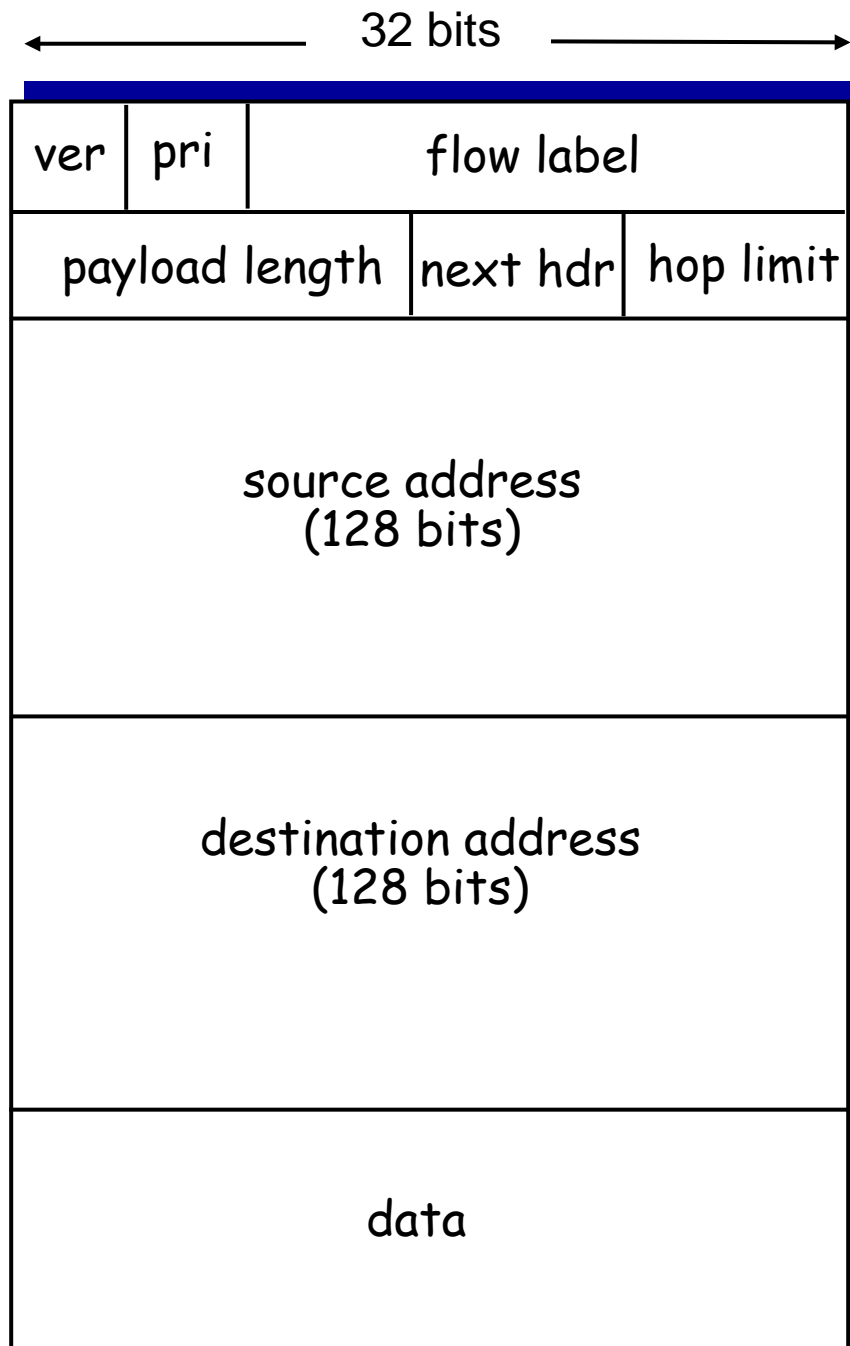 32 bits
ver pri flow label
payload length next hdr hop limit
source address
(128 bits)
destination address
(128 bits)
data